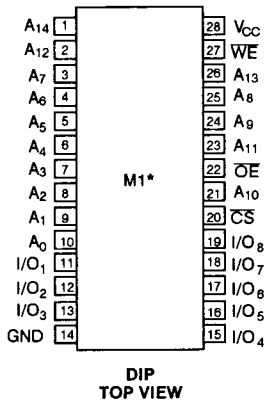 A14 1 28 VCC
A12 2 27 W̅E̅
A7 3 26 A13
A6 4 25 A8
A5 5 24 A9
A4 6 23 A11
A3 7 22 O̅E̅
M1*
A2 8 21 A10
A1 9 20 C̅S̅
A0 10 19 I/O8
I/O1 11 18 I/O7
I/O2 12 17 I/O6
I/O3 13 16 I/O5
GND 14 15 I/O4
DIP
TOP VIEW